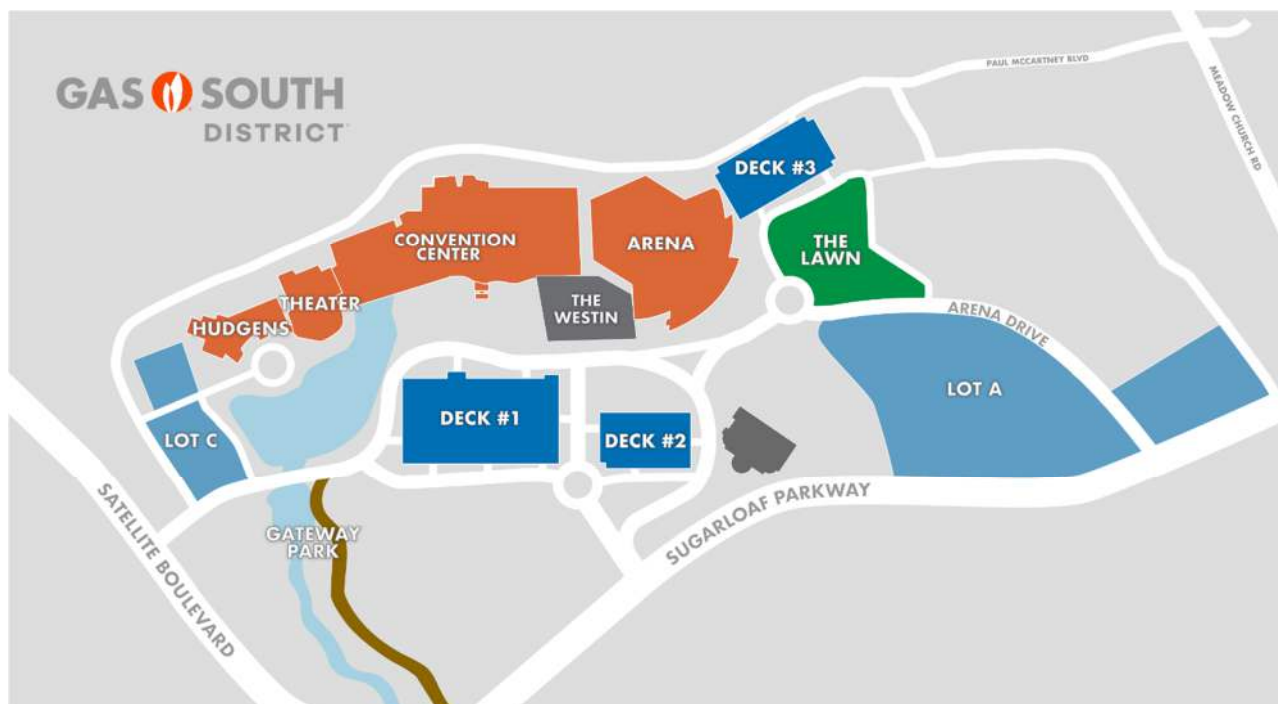 GAS SOUTH
DISTRICT
PAUL MCCARTNEY BLVD
MEADOW CHURCH RD
DECK #3
CONVENTION
CENTER
ARENA
THE
LAWN
THE
WESTIN
THEATER
HUDGENS
ARENA DRIVE
LOT A
DECK #1
DECK #2
LOT C
SATELLITE BOULEVARD
SUGARLOAF PARKWAY
GATEWAY
PARK